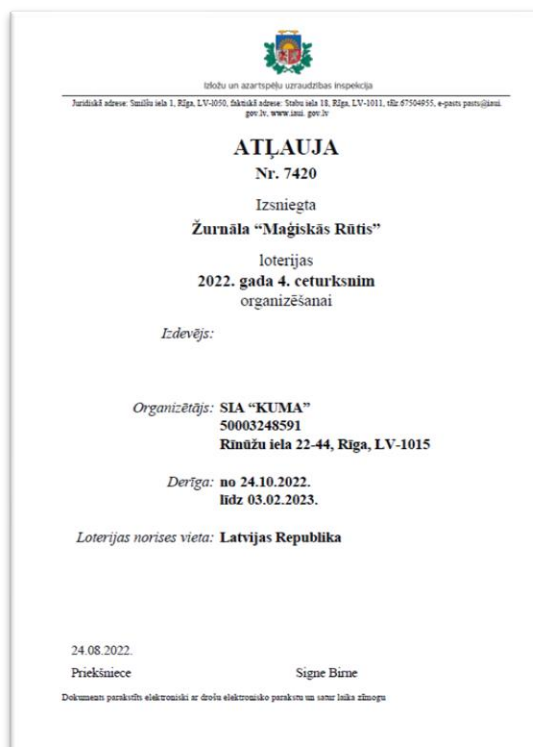 Izložu un azartspēļu uzraudzības inspekcija
Juridiskā adrese: Smilšu iela 1, Rīga, LV-1050, faktiskā adrese: Stabu iela 18, Rīga, LV-1011, tālr. 67504955, e-pasts pasts@iaui.
gov.lv, www.iaui. gov.lv
ATĻAUJA
Nr. 7420
Izsniegta
Žurnāla “Maģiskās Rūtis”
loterijas
2022. gada 4. ceturksnim
organizēšanai
Izdevējs:
Organizētājs: SIA “KUMA”
50003248591
Rīnūžu iela 22-44, Rīga, LV-1015
Derīga: no 24.10.2022.
līdz 03.02.2023.
Loterijas norises vieta: Latvijas Republika
24.08.2022.
Priekšniece Signe Birne
Dokuments parakstīts elektroniski ar drošu elektronisko parakstu un satur laika zīmogu